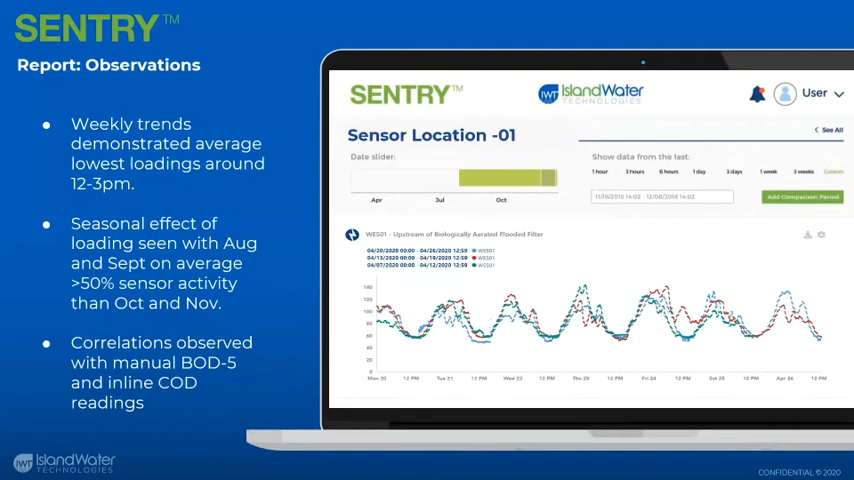 SENTRY™
Report: Observations
● Weekly trends
demonstrated average
lowest loadings around
12-3pm.
● Seasonal effect of
loading seen with Aug
and Sept on average
>50% sensor activity
than Oct and Nov.
● Correlations observed
with manual BOD-5
and inline COD
readings
SENTRY™
IWT IslandWater
TECHNOLOGIES
User
Sensor Location -01
< See All
Date slider:
Apr Jul Oct
Show data from the last:
1 hour 3 hours 6 hours 1 day 3 days 1 week 3 weeks Custom
Add Comparison Period
WES01 - Upstream of Biologically Aerated Flooded Filter
04/20/2020 00:00 - 04/26/2020 12:59 WES01
04/13/2020 00:00 - 04/19/2020 12:59 WES01
04/07/2020 00:00 - 04/12/2020 12:59 WES01
140
120
100
80
60
40
20
0
Mon 20 12 PM Tue 21 12 PM Wed 22 12 PM Thu 23 12 PM Fri 24 12 PM Sat 25 12 PM Apr 26 12 PM
IWT IslandWater
TECHNOLOGIES
CONFIDENTIAL © 2020